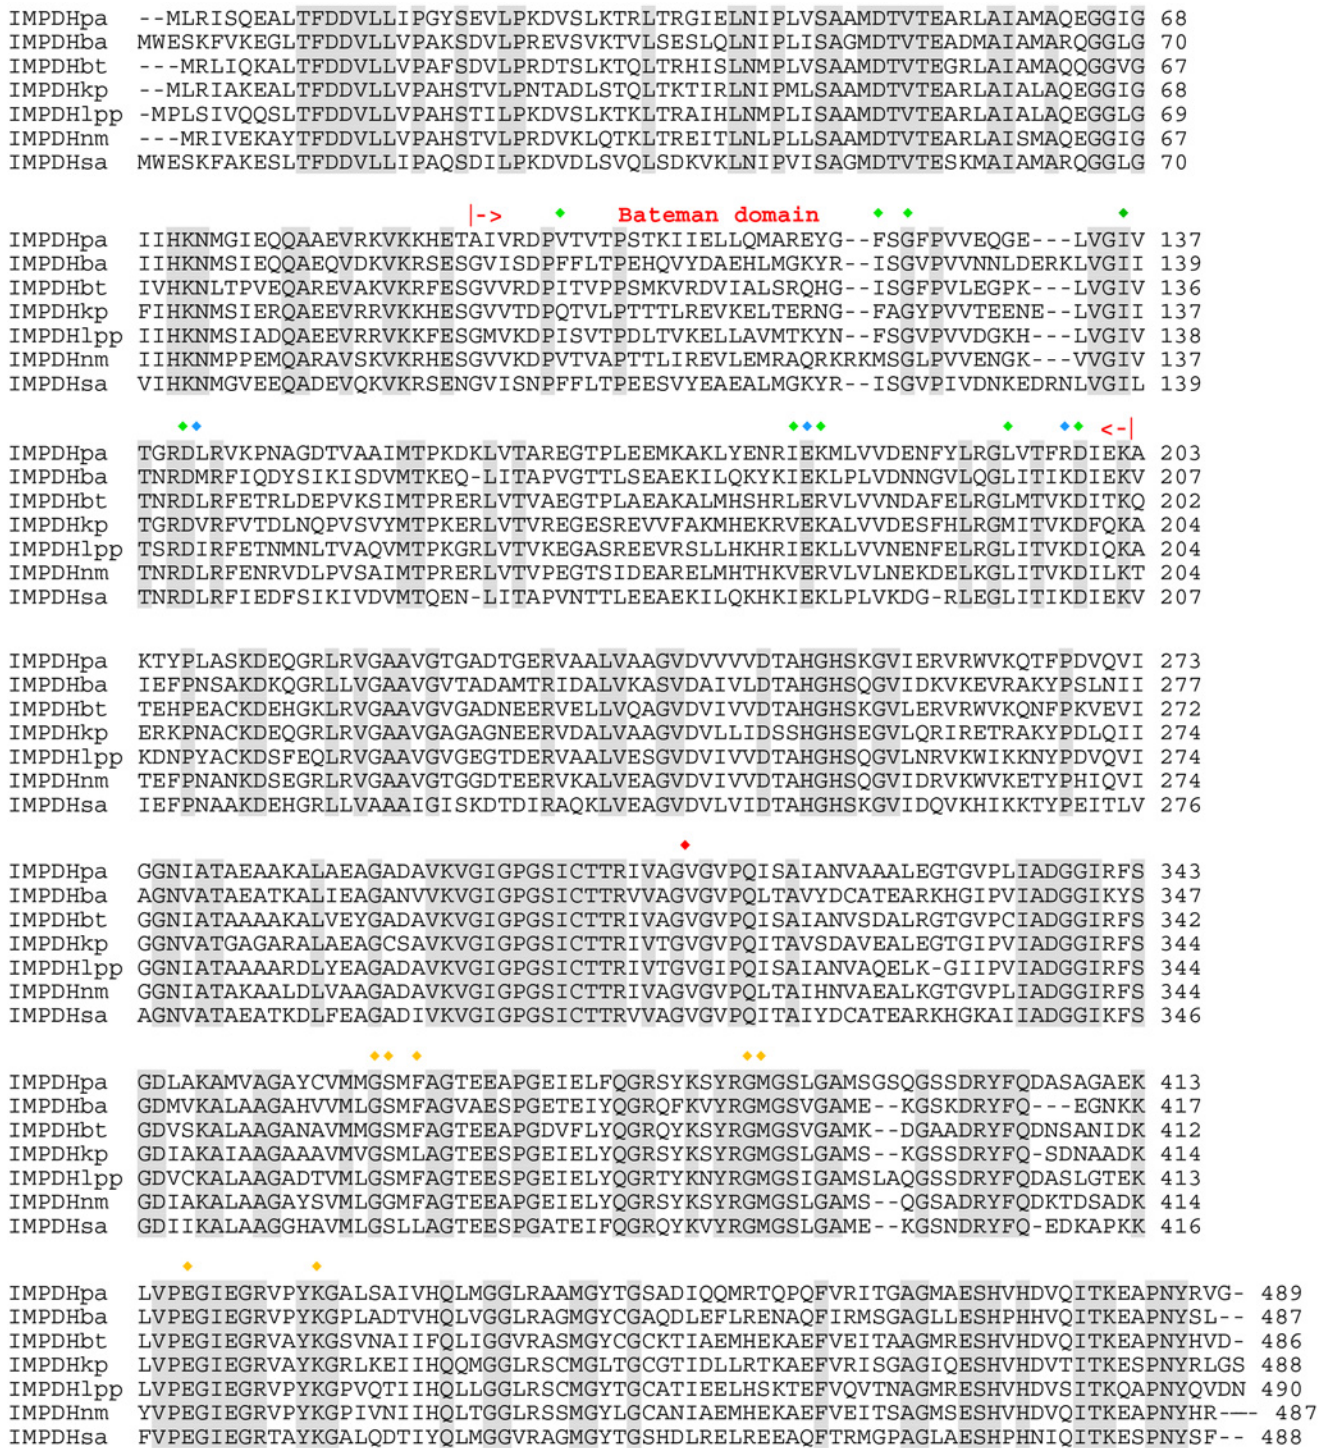 IMPDHpa --MLRISQEALTFDDVLLIPGYSEVLPKDVSLKTRLTRGIELNIPLVSAAMDTVTEARLAIAMAQEGGIG 68
IMPDHba MWESKFVKEGLTFDDVLLVPAKSDVLPREVSVKTVLSESLQLNIPLISAGMDTVTEADMAIAMARQGGLG 70
IMPDHbt ---MRLIQKALTFDDVLLVPAFSDVLPRDTSLKTQLTRHISLNMPLVSAAMDTVTEGRLAIAMAQQGGVG 67
IMPDHkp --MLRIAKEALTFDDVLLVPAHSTVLPNTADLSTQLTKTIRLNIPMLSAAMDTVTEARLAIALAQEGGIG 68
IMPDHlpp -MPLSIVQQSLTFDDVLLVPAHSTILPKDVSLKTKLTRAIHLNMPLISAAMDTVTEARLAIALAQEGGLG 69
IMPDHnm ---MRIVEKAYTFDDVLLVPAHSTVLPRDVKLQTKLTREITLNLPLLSAAMDTVTEARLAISMAQEGGIG 67
IMPDHsa MWESKFAKESLTFDDVLLIPAQSDILPKDVDLSVQLSDKVKLNIPVISAGMDTVTESKMAIAMARQGGLG 70
|-> ◆ Bateman domain ◆ ◆ ◆
IMPDHpa IIHKNMGIEQQAAEVRKVKKHETAIVRDPVTVTPSTKIIELLQMAREYG--FSGFPVVEQGE---LVGIV 137
IMPDHba IIHKNMSIEQQAEQVDKVKRSESGVISDPFFLTPEHQVYDAEHLMGKYR--ISGVPVVNNLDERKLVGII 139
IMPDHbt IVHKNLTPVEQAREVAKVKRFESGVVRDPITVPPSMKVRDVIALSRQHG--ISGFPVLEGPK---LVGIV 136
IMPDHkp FIHKNMSIERQAEEVRRVKKHESGVVTDPQTVLPTTTLREVKELTERNG--FAGYPVVTEENE--LVGII 137
IMPDHlpp IIHKNMSIADQAEEVRRVKKFESGMVKDPISVTPDLTVKELLAVMTKYN--FSGVPVVDGKH---LVGIV 138
IMPDHnm IIHKNMPPEMQARAVSKVKRHESGVVKDPVTVAPTTLIREVLEMRAQRKRKMSGLPVVENGK---VVGIV 137
IMPDHsa VIHKNMGVEEQADEVQKVKRSENGVISNPFFLTPEESVYEAEALMGKYR--ISGVPIVDNKEDRNLVGIL 139
◆◆ ◆◆◆ ◆ ◆◆ <-|
IMPDHpa TGRDLRVKPNAGDTVAAIMTPKDKLVTAREGTPLEEMKAKLYENRIEKMLVVDENFYLRGLVTFRDIEKA 203
IMPDHba TNRDMRFIQDYSIKISDVMTKEQ-LITAPVGTTLSEAEKILQKYKIEKLPLVDNNGVLQGLITIKDIEKV 207
IMPDHbt TNRDLRFETRLDEPVKSIMTPRERLVTVAEGTPLAEAKALMHSHRLERVLVVNDAFELRGLMTVKDITKQ 202
IMPDHkp TGRDVRFVTDLNQPVSVYMTPKERLVTVREGESREVVFAKMHEKRVEKALVVDESFHLRGMITVKDFQKA 204
IMPDHlpp TSRDIRFETNMNLTVAQVMTPKGRLVTVKEGASREEVRSLLHKHRIEKLLVVNENFELRGLITVKDIQKA 204
IMPDHnm TNRDLRFENRVDLPVSAIMTPRERLVTVPEGTSIDEARELMHTHKVERVLVLNEKDELKGLITVKDILKT 204
IMPDHsa TNRDLRFIEDFSIKIVDVMTQEN-LITAPVNTTLEEAEKILQKHKIEKLPLVKDG-RLEGLITIKDIEKV 207
IMPDHpa KTYPLASKDEQGRLRVGAAVGTGADTGERVAALVAAGVDVVVVDTAHGHSKGVIERVRWVKQTFPDVQVI 273
IMPDHba IEFPNSAKDKQGRLLVGAAVGVTADAMTRIDALVKASVDAIVLDTAHGHSQGVIDKVKEVRAKYPSLNII 277
IMPDHbt TEHPEACKDEHGKLRVGAAVGVGADNEERVELLVQAGVDVIVVDTAHGHSKGVLERVRWVKQNFPKVEVI 272
IMPDHkp ERKPNACKDEQGRLRVGAAVGAGAGNEERVDALVAAGVDVLLIDSSHGHSEGVLQRIRETRAKYPDLQII 274
IMPDHlpp KDNPYACKDSFEQLRVGAAVGVGEGTDERVAALVESGVDVIVVDTAHGHSQGVLNRVKWIKKNYPDVQVI 274
IMPDHnm TEFPNANKDSEGRLRVGAAVGTGGDTEERVKALVEAGVDVIVVDTAHGHSQGVIDRVKWVKETYPHIQVI 274
IMPDHsa IEFPNAAKDEHGRLLVAAAIGISKDTDIRAQKLVEAGVDVLVIDTAHGHSKGVIDQVKHIKKTYPEITLV 276
◆
IMPDHpa GGNIATAEAAKALAEAGADAVKVGIGPGSICTTRIVAGVGVPQISAIANVAAALEGTGVPLIADGGIRFS 343
IMPDHba AGNVATAEATKALIEAGANVVKVGIGPGSICTTRIVAGVGVPQLTAVYDCATEARKHGIPVIADGGIKYS 347
IMPDHbt GGNIATAAAAKALVEYGADAVKVGIGPGSICTTRIVAGVGVPQISAIANVSDALRGTGVPCIADGGIRFS 342
IMPDHkp GGNVATGAGARALAEAGCSAVKVGIGPGSICTTRIVTGVGVPQITAVSDAVEALEGTGIPVIADGGIRFS 344
IMPDHlpp GGNIATAAAARDLYEAGADAVKVGIGPGSICTTRIVTGVGIPQISAIANVAQELK-GIIPVIADGGIRFS 344
IMPDHnm GGNIATAKAALDLVAAGADAVKVGIGPGSICTTRIVAGVGVPQLTAIHNVAEALKGTGVPLIADGGIRFS 344
IMPDHsa AGNVATAEATKDLFEAGADIVKVGIGPGSICTTRVVAGVGVPQITAIYDCATEARKHGKAIIADGGIKFS 346
◆◆ ◆ ◆◆
IMPDHpa GDLAKAMVAGAYCVMMGSMFAGTEEAPGEIELFQGRSYKSYRGMGSLGAMSGSQGSSDRYFQDASAGAEK 413
IMPDHba GDMVKALAAGAHVVMLGSMFAGVAESPGETEIYQGRQFKVYRGMGSVGAME--KGSKDRYFQ---EGNKK 417
IMPDHbt GDVSKALAAGANAVMMGSMFAGTEEAPGDVFLYQGRQYKSYRGMGSVGAMK--DGAADRYFQDNSANIDK 412
IMPDHkp GDIAKAIAAGAAAVMVGSMLAGTEESPGEIELYQGRSYKSYRGMGSLGAMS--KGSSDRYFQ-SDNAADK 414
IMPDHlpp GDVCKALAAGADTVMLGSMFAGTEESPGEIELYQGRTYKNYRGMGSIGAMSLAQGSSDRYFQDASLGTEK 413
IMPDHnm GDIAKALAAGAYSVMLGGMFAGTEEAPGEIELYQGRSYKSYRGMGSLGAMS--QGSSDRYFQDKTDSADK 414
IMPDHsa GDIIKALAAGGHAVMLGSLLAGTEESPGATEIFQGRQYKVYRGMGSLGAME--KGSNDRYFQ-EDKAPKK 416
◆ ◆
IMPDHpa LVPEGIEGRVPYKGALSAIVHQLMGGLRAAMGYTGSADIQQMRTQPQFVRITGAGMAESHVHDVQITKEAPNYRVG- 489
IMPDHba LVPEGIEGRVPYKGPLADTVHQLVGGLRAGMGYCGAQDLEFLRENAQFIRMSGAGLLESHPHHVQITKEAPNYSL-- 487
IMPDHbt LVPEGIEGRVAYKGSVNAIIFQLIGGVRASMGYCGCKTIAEMHEKAEFVEITAAGMRESHVHDVQITKEAPNYHVD- 486
IMPDHkp LVPEGIEGRVAYKGRLKEIIHQQMGGLRSCMGLTGCGTIDLLRTKAEFVRISGAGIQESHVHDVTITKESPNYRLGS 488
IMPDHlpp LVPEGIEGRVPYKGPVQTIIHQLLGGLRSCMGYTGCATIEELHSKTEFVQVTNAGMRESHVHDVSITKQAPNYQVDN 490
IMPDHnm YVPEGIEGRVPYKGPIVNIIHQLTGGLRSSMGYLGCANIAEMHEKAEFVEITSAGMSESHVHDVQITKEAPNYHR--- 487
IMPDHsa FVPEGIEGRTAYKGALQDTIYQLMGGVRAGMGYTGSHDLRELREEAQFTRMGPAGLAESHPHNIQITKEAPNYSF-- 488